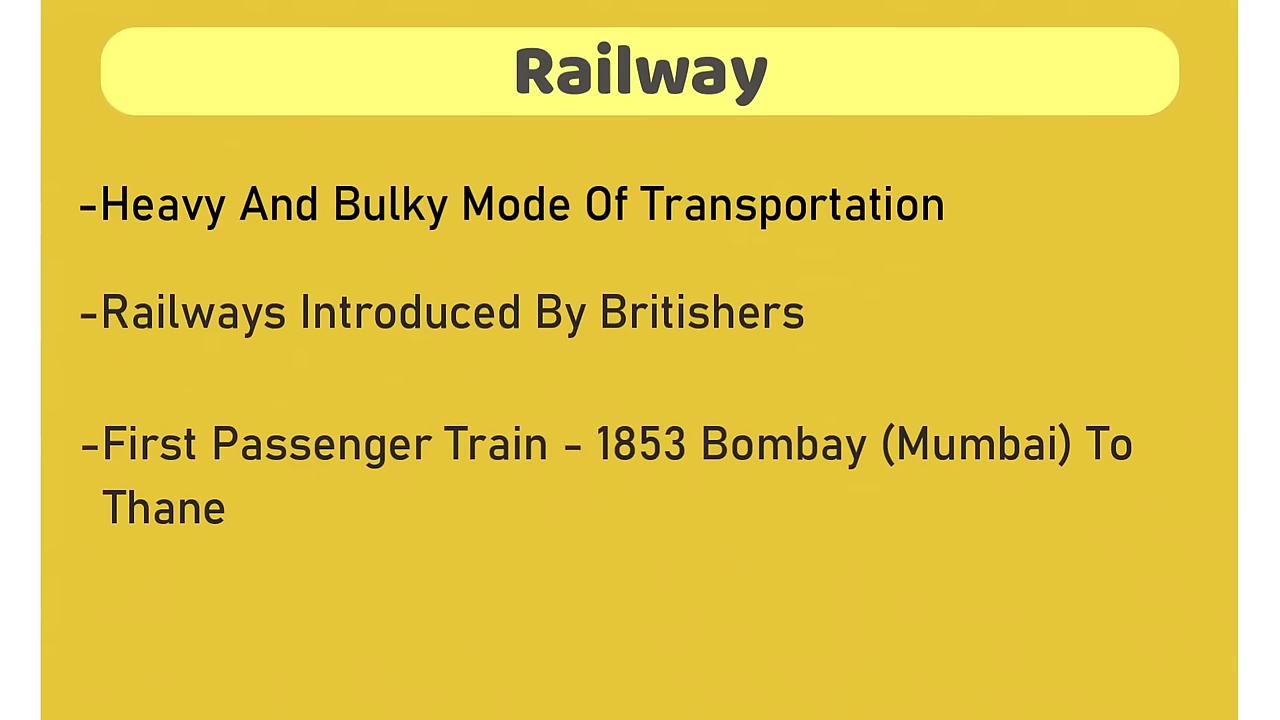 Railway
-Heavy And Bulky Mode Of Transportation
-Railways Introduced By Britishers
-First Passenger Train - 1853 Bombay (Mumbai) To
Thane